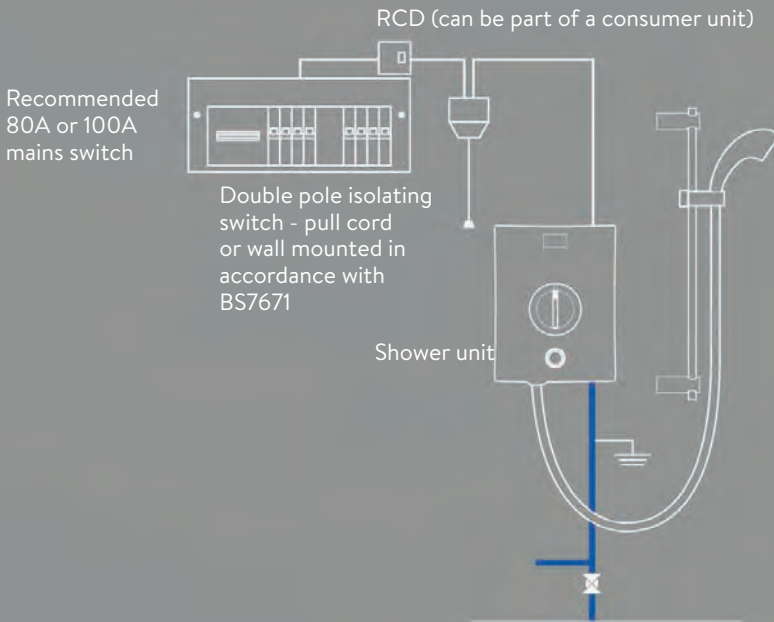 RCD (can be part of a consumer unit)
Recommended
80A or 100A
mains switch
Double pole isolating
switch - pull cord
or wall mounted in
accordance with
BS7671
Shower unit